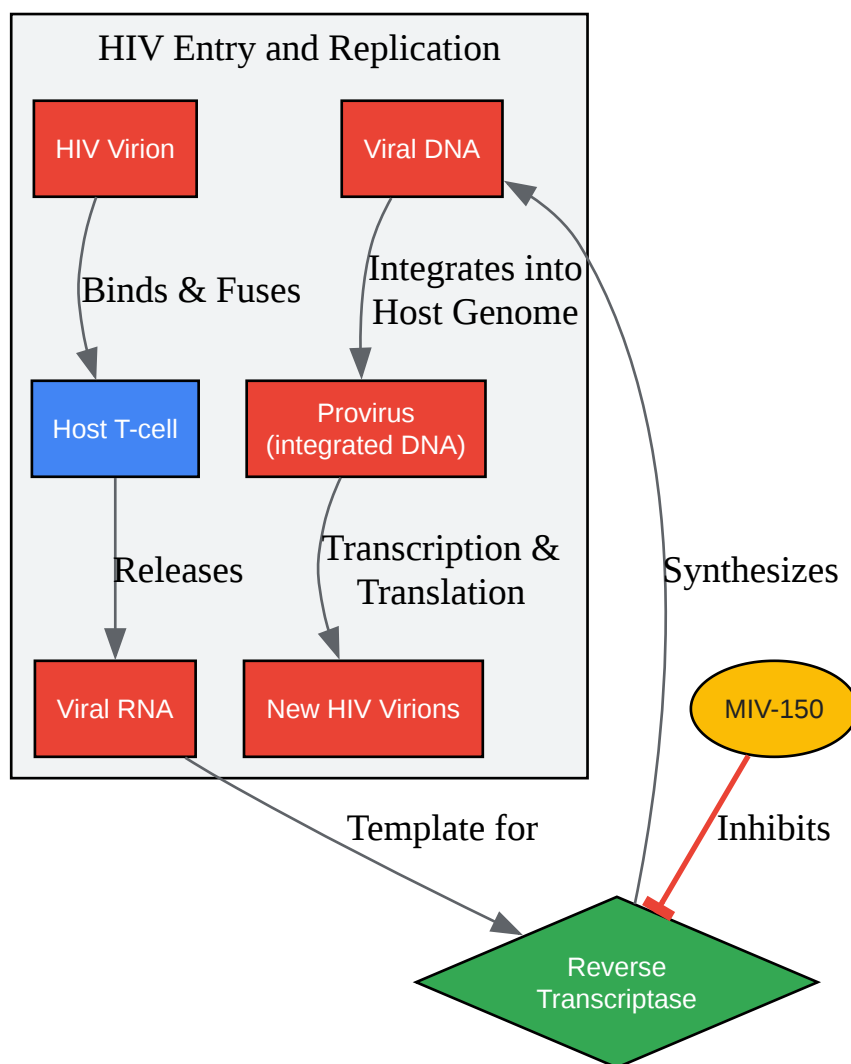 HIV Entry and Replication
HIV Virion
Viral DNA
Binds & Fuses
Integrates into
Host Genome
Host T-cell
Provirus
(integrated DNA)
Releases
Transcription &
Translation
Synthesizes
Viral RNA
New HIV Virions
MIV-150
Template for
Inhibits
Reverse
Transcriptase